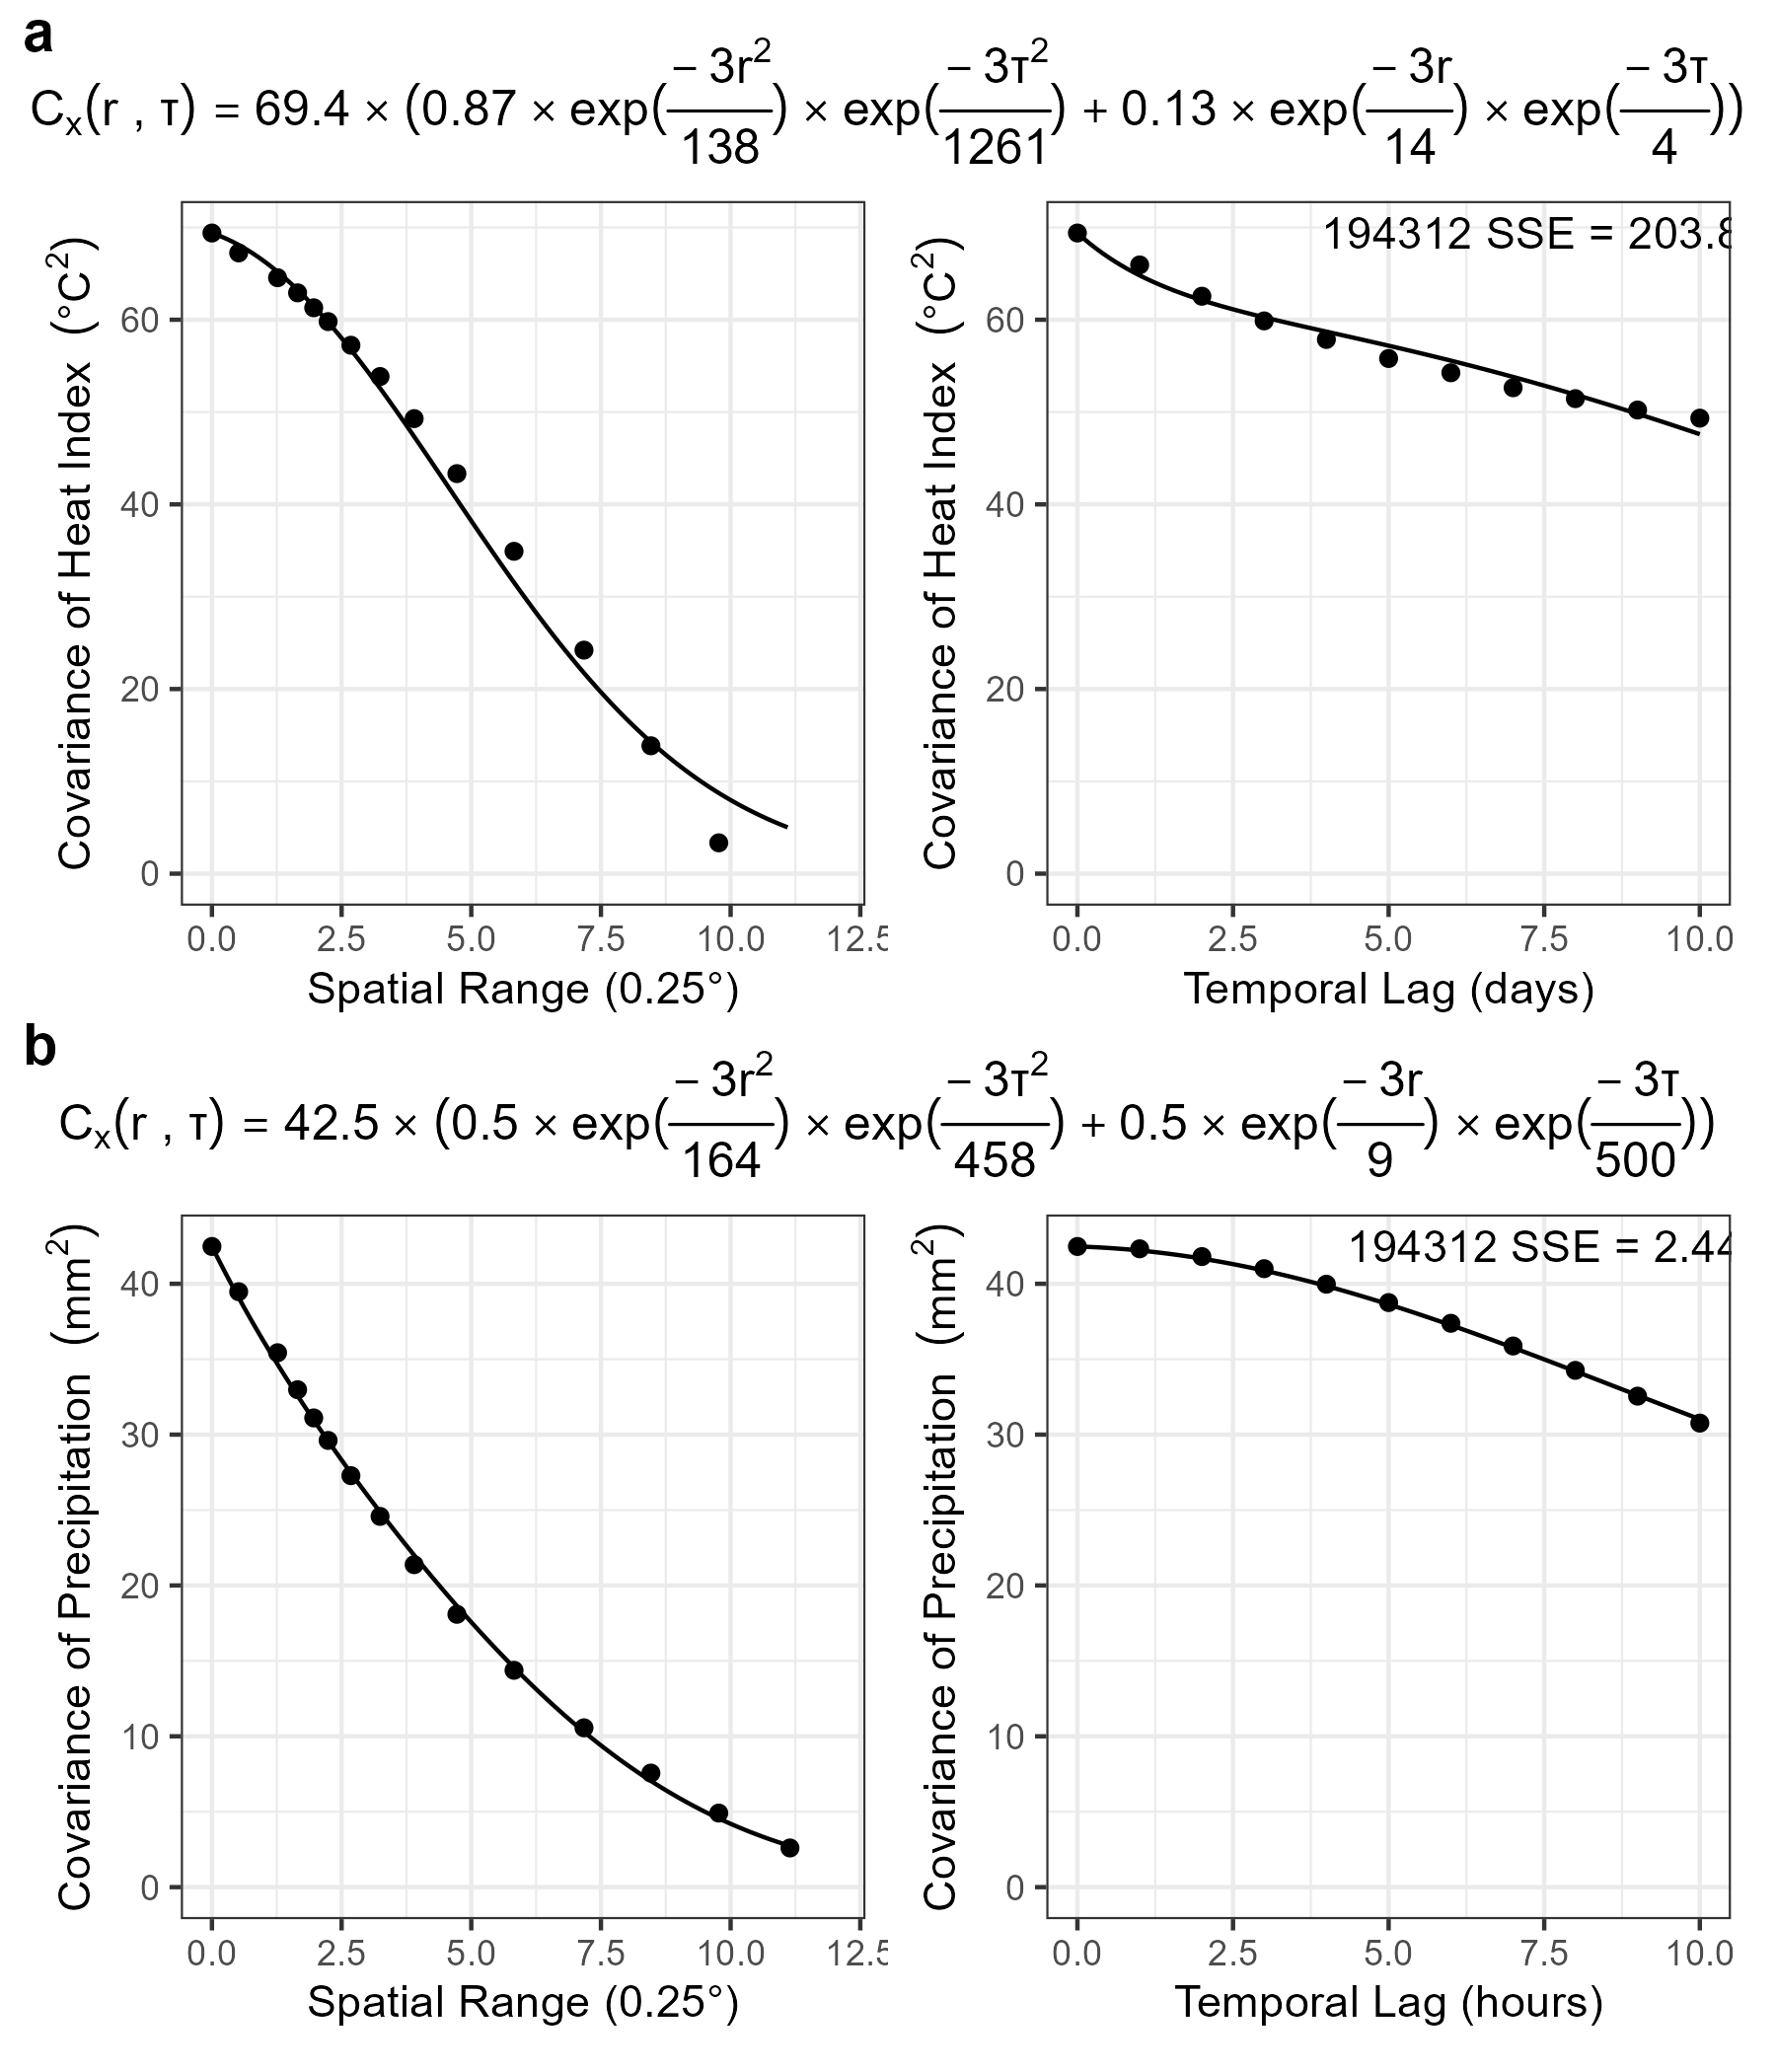 a
Cₓ(r , τ) = 69.4 × (0.87 × exp(− 3r²/138) × exp(− 3τ²/1261) + 0.13 × exp(− 3r/14) × exp(− 3τ/4))
Covariance of Heat Index (°C²)
60
40
20
0
0.0 2.5 5.0 7.5 10.0 12.5
Spatial Range (0.25°)
194312 SSE = 203.8
Covariance of Heat Index (°C²)
60
40
20
0
0.0 2.5 5.0 7.5 10.0
Temporal Lag (days)
b
Cₓ(r , τ) = 42.5 × (0.5 × exp(− 3r²/164) × exp(− 3τ²/458) + 0.5 × exp(− 3r/9) × exp(− 3τ/500))
Covariance of Precipitation (mm²)
40
30
20
10
0
0.0 2.5 5.0 7.5 10.0 12.5
Spatial Range (0.25°)
194312 SSE = 2.44
Covariance of Precipitation (mm²)
40
30
20
10
0
0.0 2.5 5.0 7.5 10.0
Temporal Lag (hours)